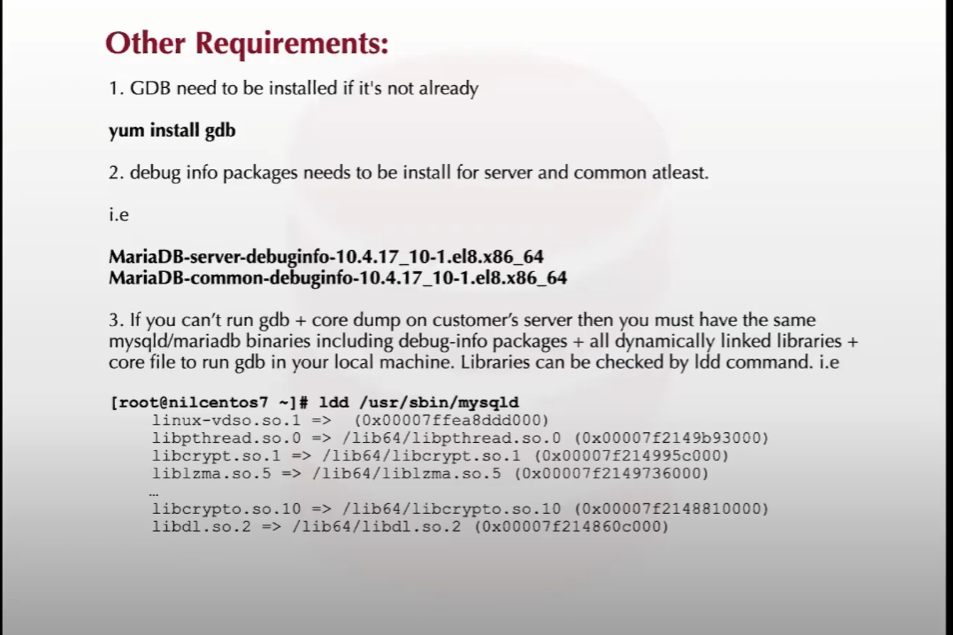 Other Requirements:
1. GDB need to be installed if it's not already
yum install gdb
2. debug info packages needs to be install for server and common atleast.
i.e
MariaDB-server-debuginfo-10.4.17_10-1.el8.x86_64
MariaDB-common-debuginfo-10.4.17_10-1.el8.x86_64
3. If you can't run gdb + core dump on customer's server then you must have the same
mysqld/mariadb binaries including debug-info packages + all dynamically linked libraries +
core file to run gdb in your local machine. Libraries can be checked by ldd command. i.e
[root@nilcentos7 ~]# ldd /usr/sbin/mysqld
linux-vdso.so.1 =>  (0x00007ffea8ddd000)
libpthread.so.0 => /lib64/libpthread.so.0 (0x00007f2149b93000)
libcrypt.so.1 => /lib64/libcrypt.so.1 (0x00007f214995c000)
liblzma.so.5 => /lib64/liblzma.so.5 (0x00007f2149736000)
…
libcrypto.so.10 => /lib64/libcrypto.so.10 (0x00007f2148810000)
libdl.so.2 => /lib64/libdl.so.2 (0x00007f214860c000)